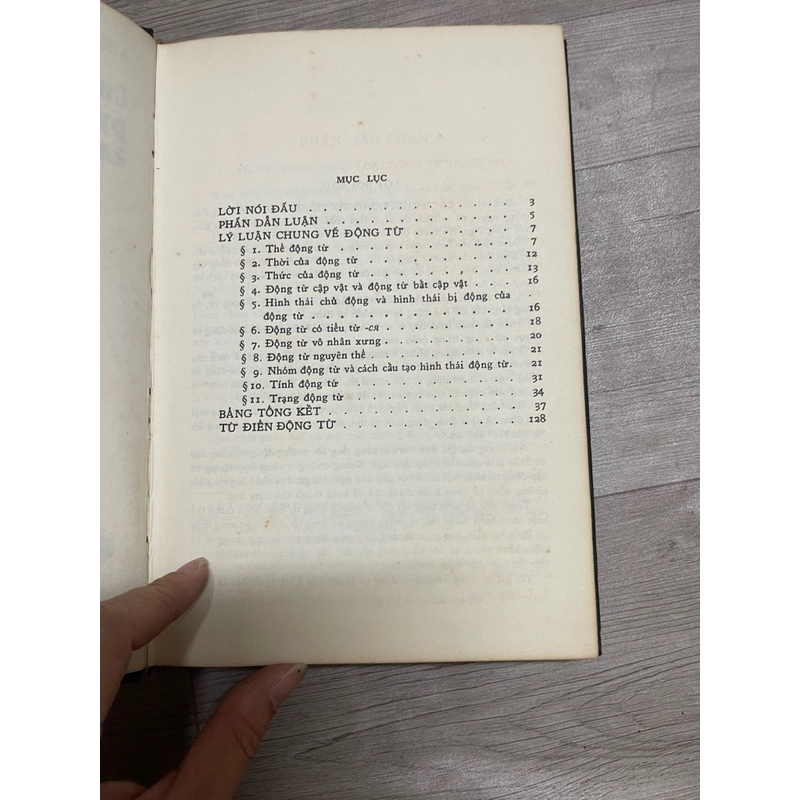 MỤC LỤC
LỜI NÓI ĐẦU . . . . . . . . . . . . . 3
PHẦN DẪN LUẬN . . . . . . . . . . . . 5
LÝ LUẬN CHUNG VỀ ĐỘNG TỪ . . . . . . . . 7
§ 1. Thể động từ . . . . . . . . . . . 7
§ 2. Thời của động từ . . . . . . . . . . 12
§ 3. Thức của động từ . . . . . . . . . . 13
§ 4. Động từ cập vật và động từ bất cập vật . . . . 16
§ 5. Hình thái chủ động và hình thái bị động của
động từ . . . . . . . . . . . . 16
§ 6. Động từ có tiểu từ -ся . . . . . . . . 18
§ 7. Động từ vô nhân xưng . . . . . . . . 20
§ 8. Động từ nguyên thể . . . . . . . . . 21
§ 9. Nhóm động từ và cách cấu tạo hình thái động từ. 21
§10. Tính động từ . . . . . . . . . . . 31
§11. Trạng động từ . . . . . . . . . . . 34
BẢNG TỔNG KẾT . . . . . . . . . . . . 37
TỪ ĐIỂN ĐỘNG TỪ . . . . . . . . . . . 128